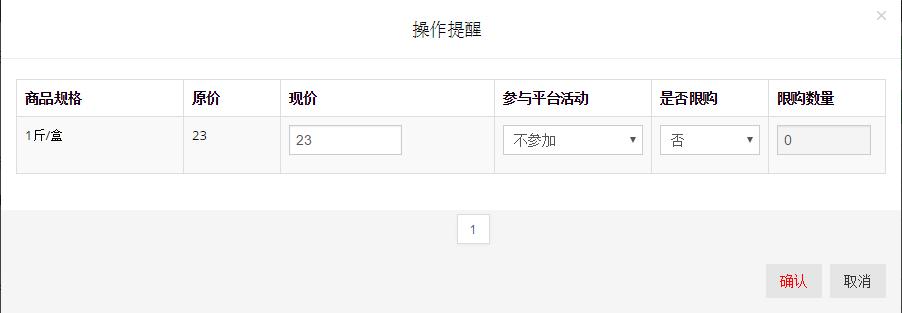 ×
操作提醒
商品规格 原价 现价 参与平台活动 是否限购 限购数量
1斤/盒 23 23 不参加 否 0
1
确认 取消